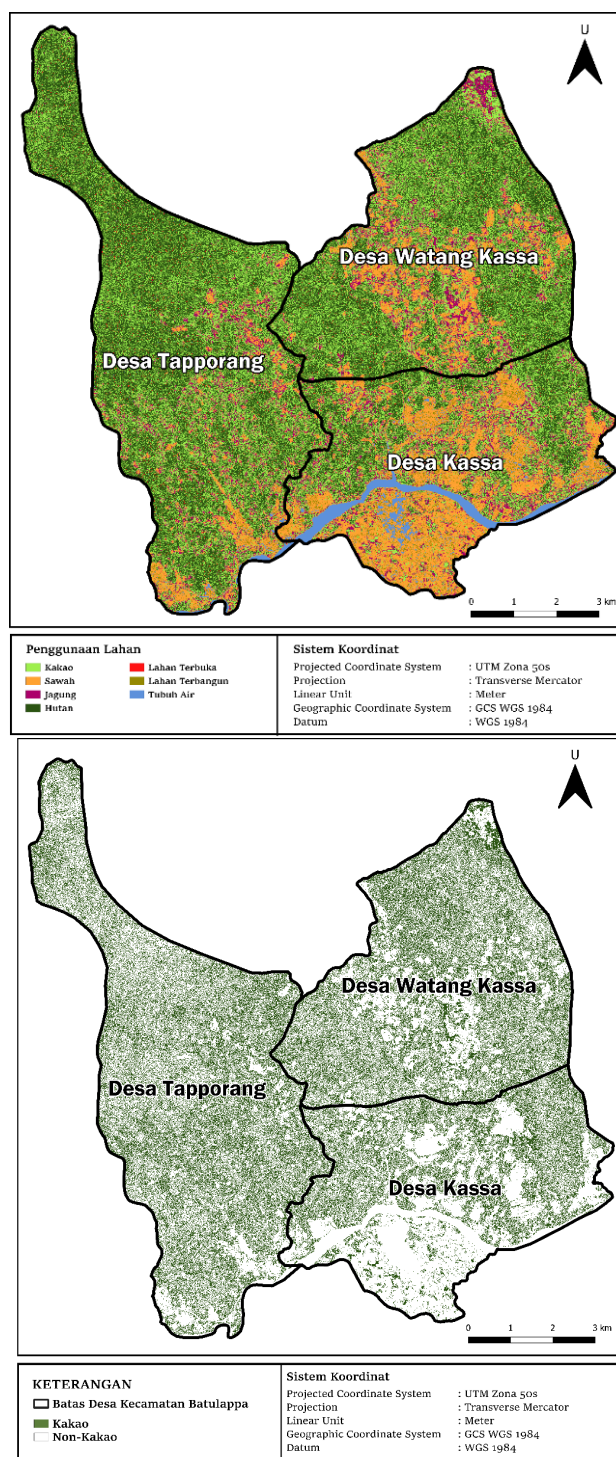 U
Desa Watang Kassa
Desa Tapporang
Desa Kassa
0 1 2 3 km
Penggunaan Lahan
Kakao
Sawah
Jagung
Hutan
Lahan Terbuka
Lahan Terbangun
Tubuh Air
Sistem Koordinat
Projected Coordinate System : UTM Zona 50s
Projection : Transverse Mercator
Linear Unit : Meter
Geographic Coordinate System : GCS WGS 1984
Datum : WGS 1984
U
Desa Watang Kassa
Desa Tapporang
Desa Kassa
0 1 2 3 km
KETERANGAN
Batas Desa Kecamatan Batulappa
Kakao
Non-Kakao
Sistem Koordinat
Projected Coordinate System : UTM Zona 50s
Projection : Transverse Mercator
Linear Unit : Meter
Geographic Coordinate System : GCS WGS 1984
Datum : WGS 1984